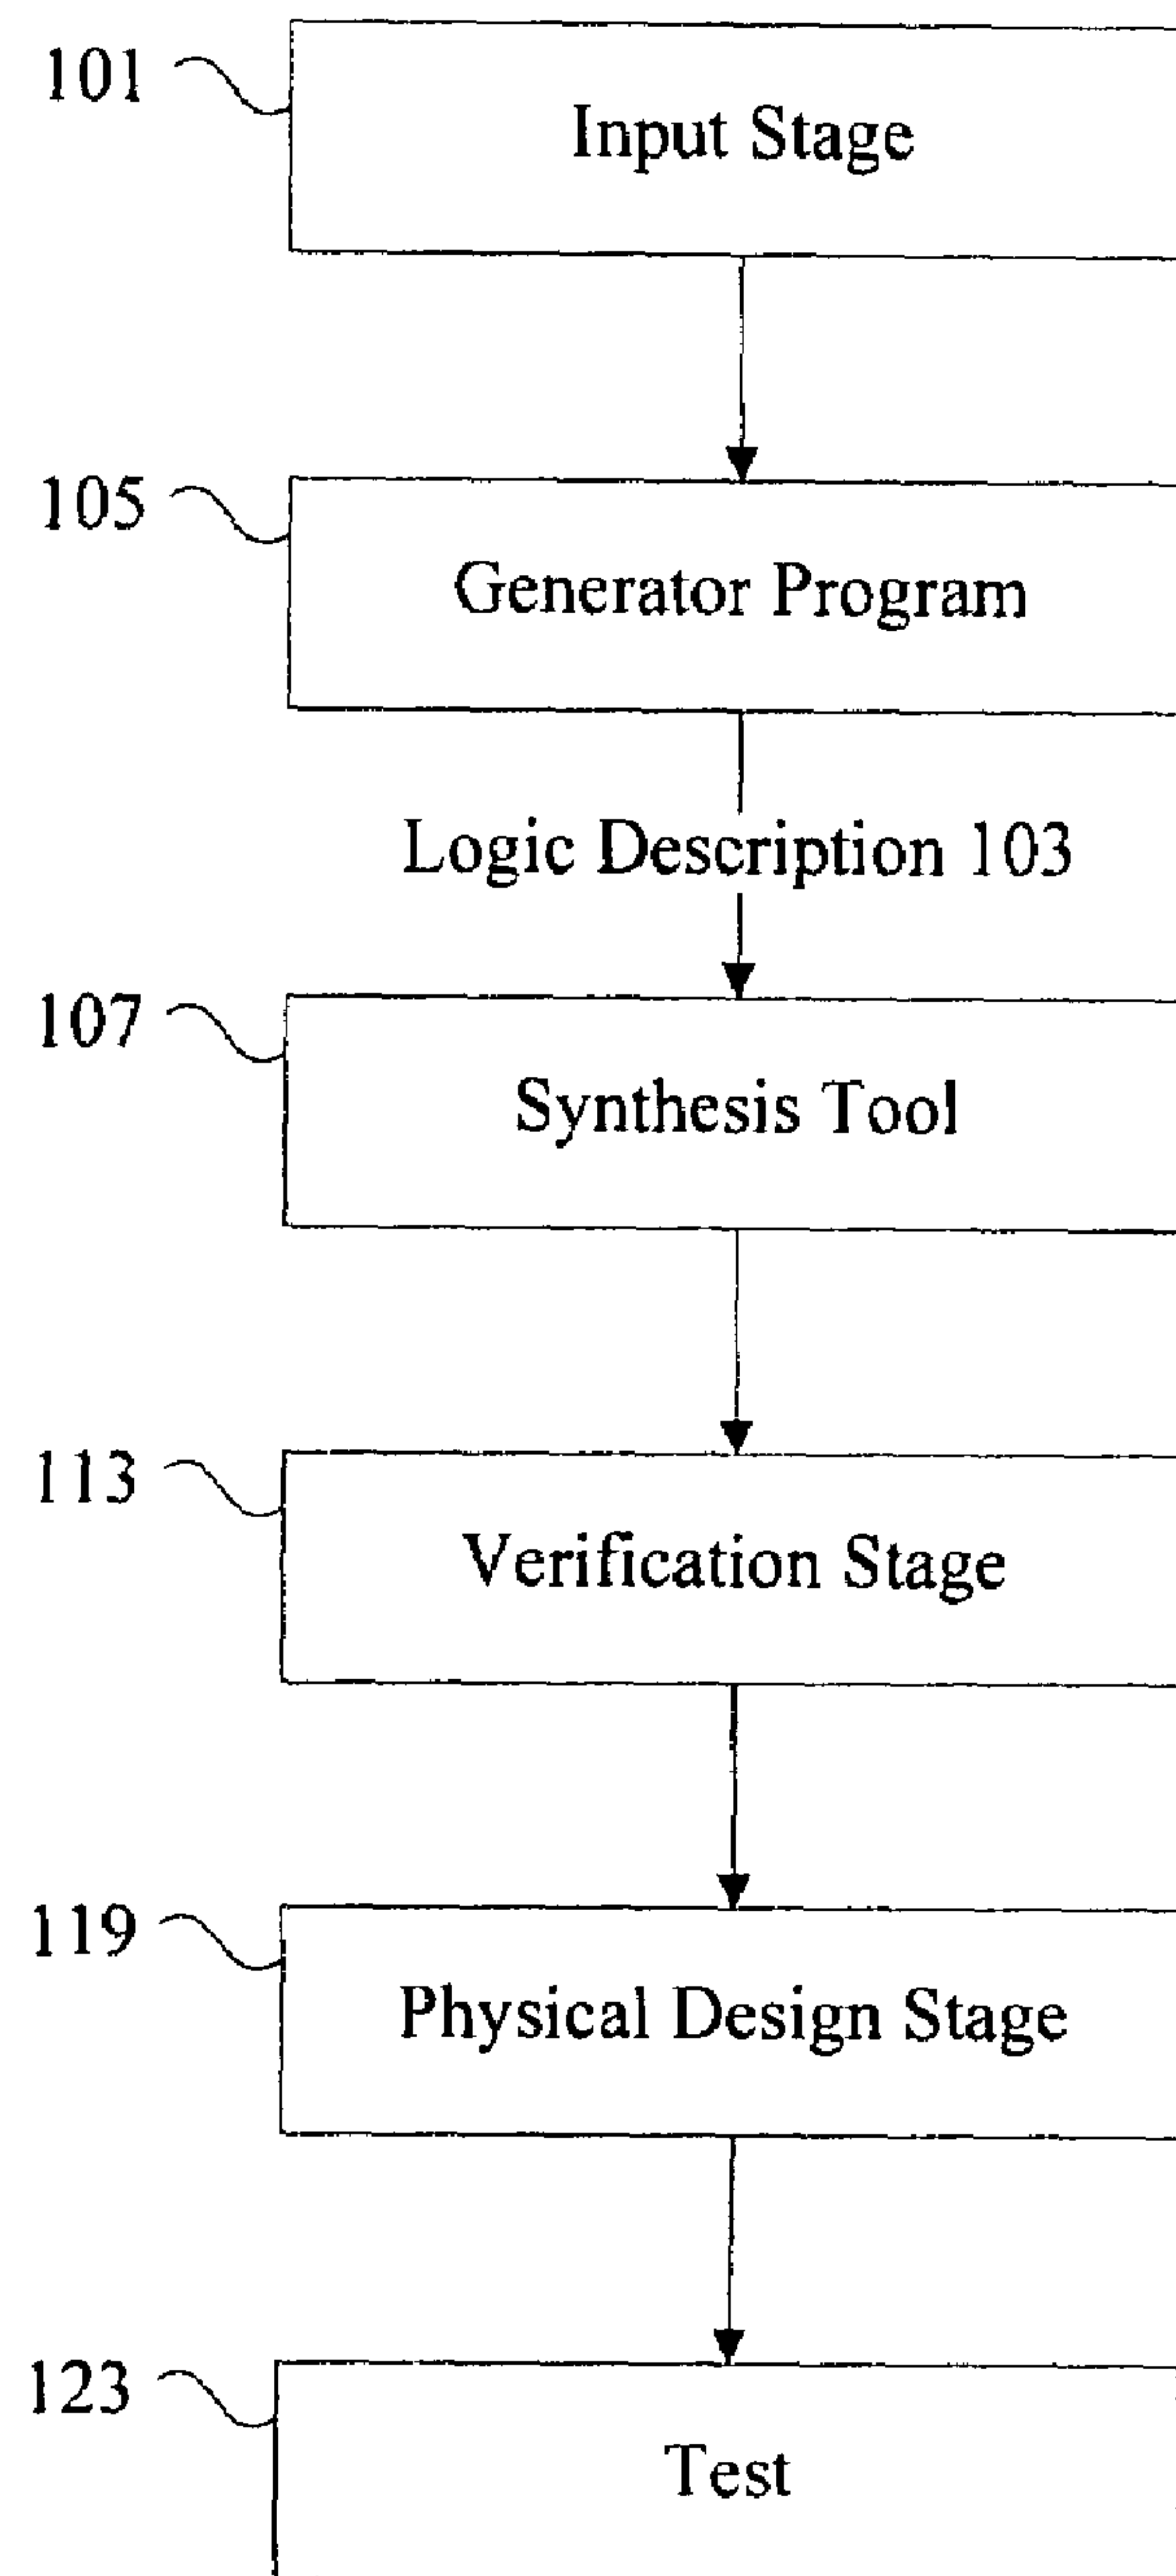 101
Input Stage
105
Generator Program
Logic Description 103
107
Synthesis Tool
113
Verification Stage
119
Physical Design Stage
123
Test